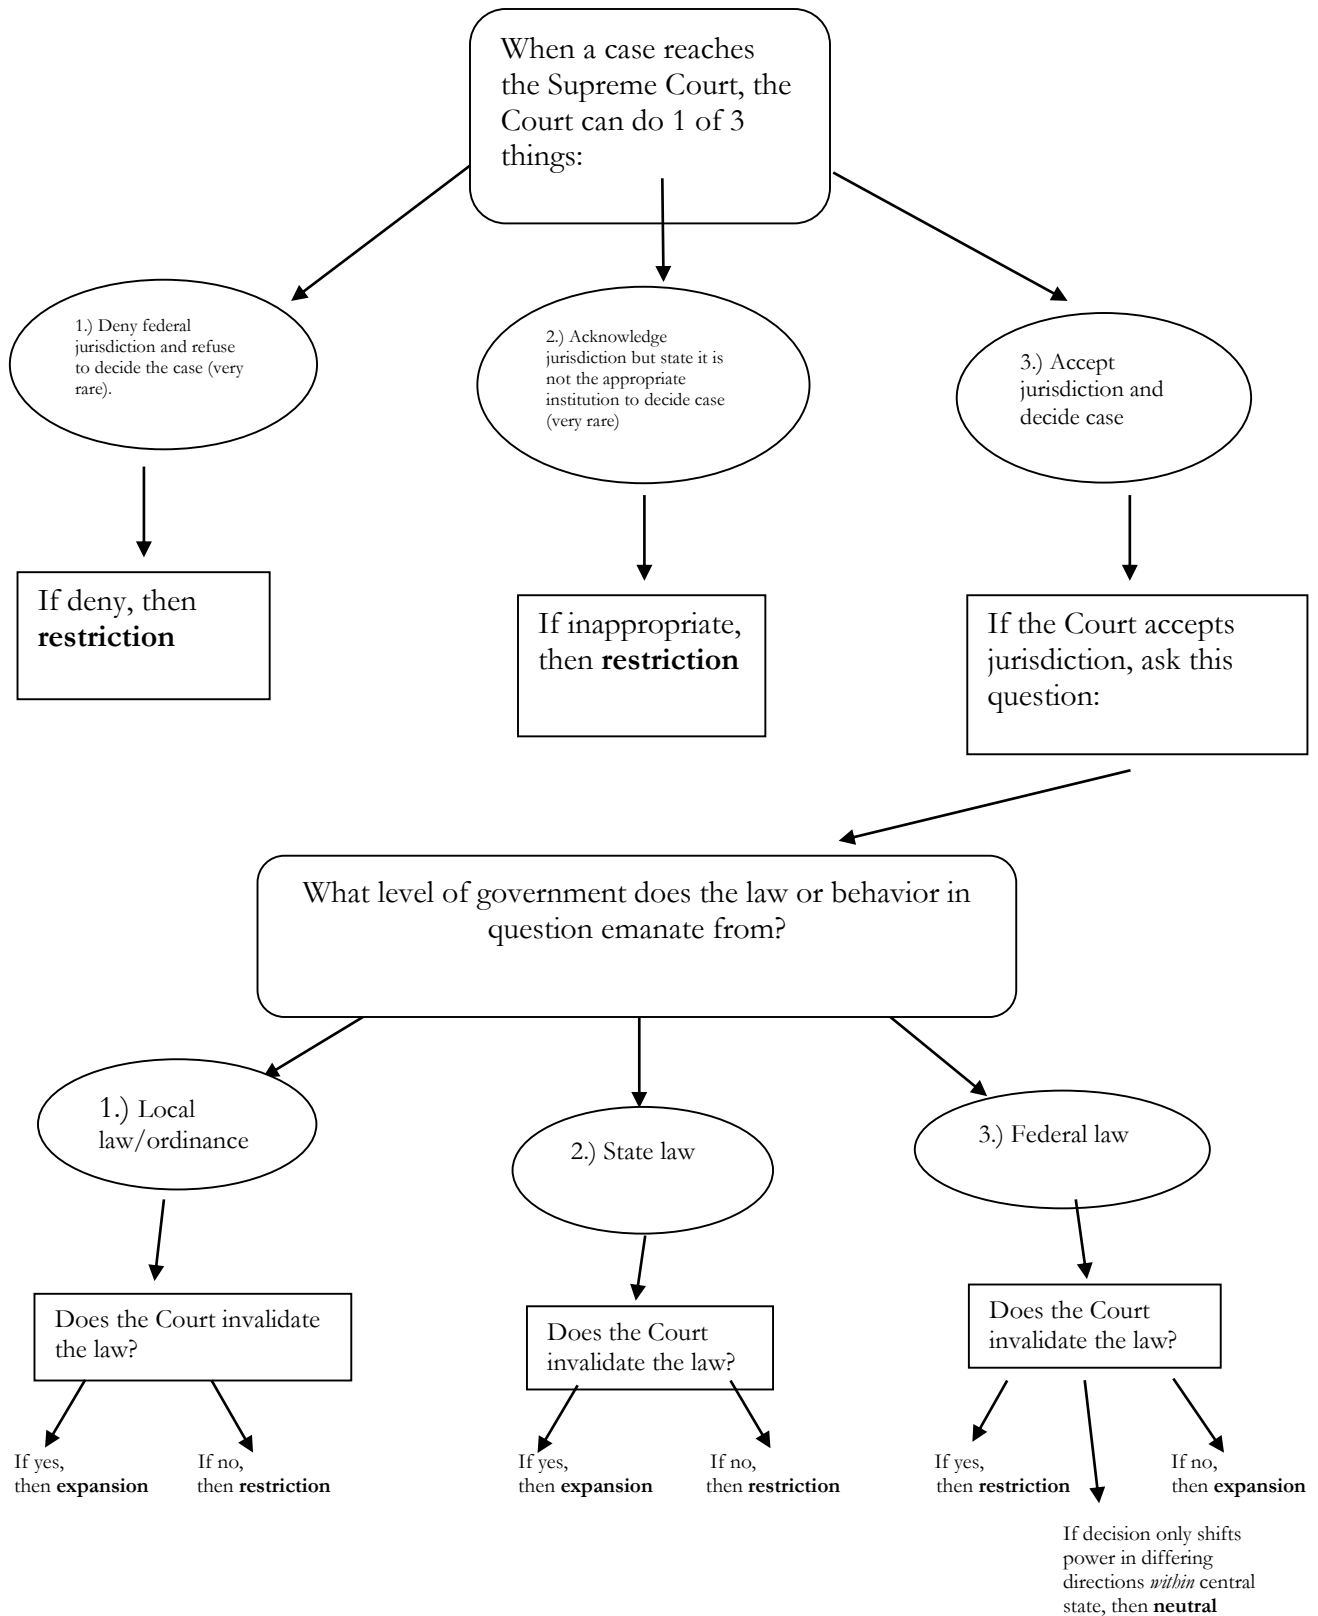 When a case reaches
the Supreme Court, the
Court can do 1 of 3
things:
1.) Deny federal
jurisdiction and refuse
to decide the case (very
rare).
2.) Acknowledge
jurisdiction but state it is
not the appropriate
institution to decide case
(very rare)
3.) Accept
jurisdiction and
decide case
If deny, then
restriction
If inappropriate,
then restriction
If the Court accepts
jurisdiction, ask this
question:
What level of government does the law or behavior in
question emanate from?
1.) Local
law/ordinance
2.) State law
3.) Federal law
Does the Court invalidate
the law?
Does the Court
invalidate the law?
Does the Court
invalidate the law?
If yes,
then expansion
If no,
then restriction
If yes,
then expansion
If no,
then restriction
If yes,
then restriction
If no,
then expansion
If decision only shifts
power in differing
directions within central
state, then neutral